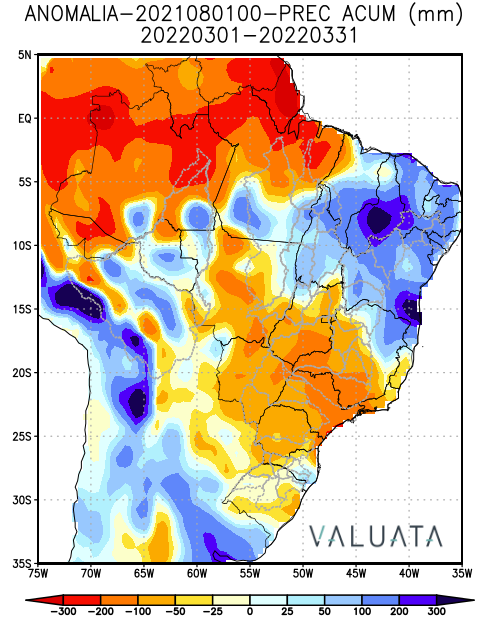 ANOMALIA-2021080100-PREC ACUM (mm)
20220301-20220331
5N
EQ
5S
10S
15S
20S
25S
30S
35S
VALUATA
75W 70W 65W 60W 55W 50W 45W 40W 35W
-300 -200 -100 -50 -25 0 25 50 100 200 300